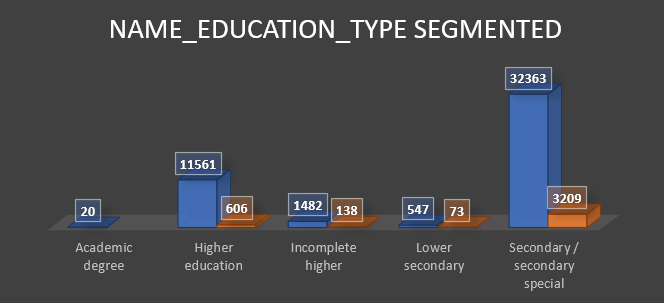 NAME_EDUCATION_TYPE SEGMENTED
32363
11561
3209
606
1482
138
547
73
20
Academic
degree
Higher
education
Incomplete
higher
Lower
secondary
Secondary /
secondary
special